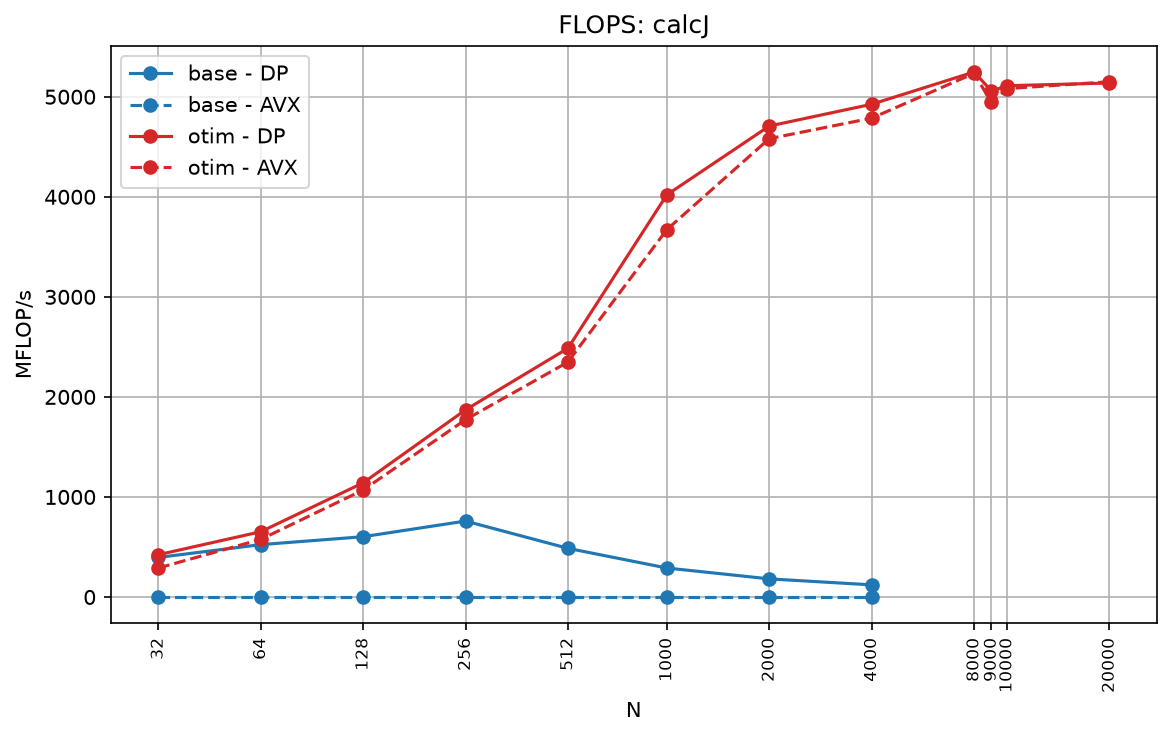 FLOPS: calcJ
base - DP
base - AVX
otim - DP
otim - AVX
MFLOP/s
5000
4000
3000
2000
1000
0
32
64
128
256
512
1000
2000
4000
8000
9000
10000
20000
N